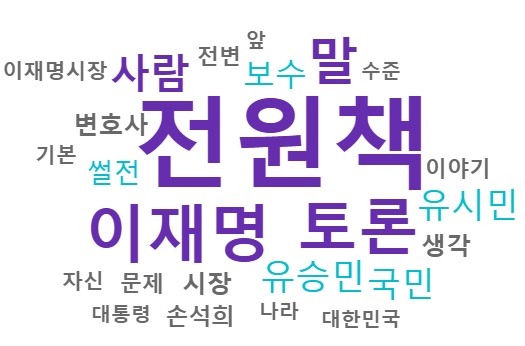 앞
전변 말
이재명시장 사람 보수 수준
변호사 전원책
기본 썰전 이야기
이재명 토론 유시민
생각
자신 문제 시장 유승민 국민
대통령 손석희 나라 대한민국